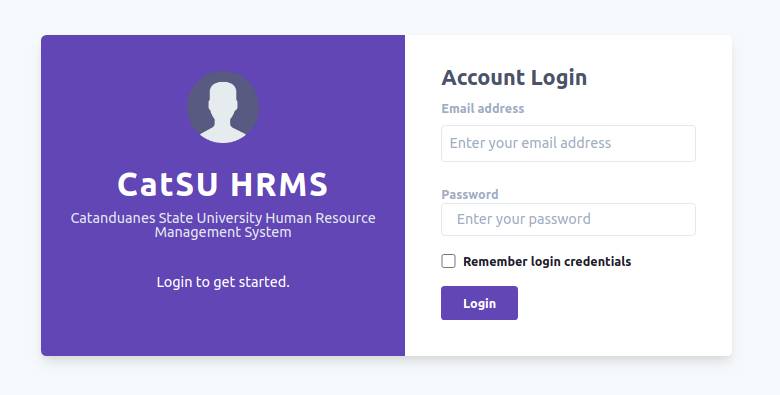 CatSU HRMS
Catanduanes State University Human Resource
Management System
Login to get started.
Account Login
Email address
Enter your email address
Password
Enter your password
Remember login credentials
Login